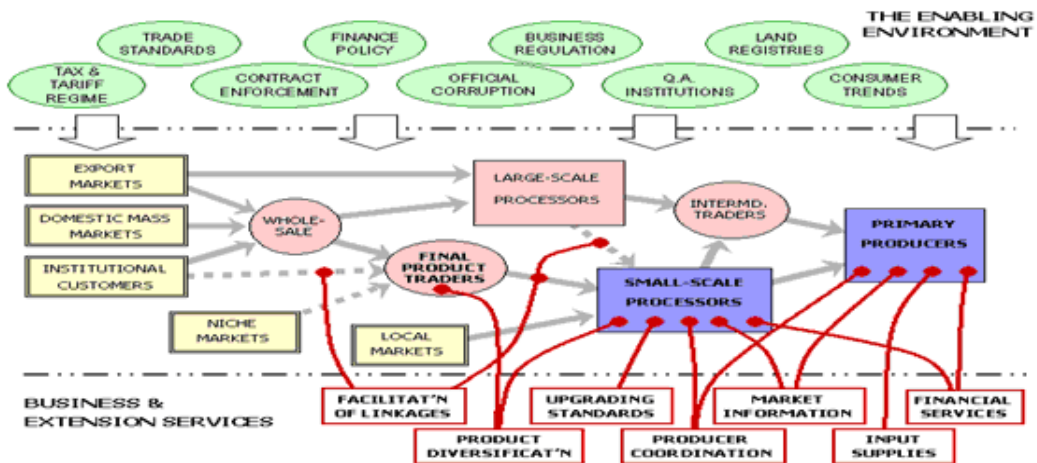 THE ENABLING
ENVIRONMENT
TRADE
STANDARDS
FINANCE
POLICY
BUSINESS
REGULATION
LAND
REGISTRIES
TAX &
TARIFF
REGIME
CONTRACT
ENFORCEMENT
OFFICIAL
CORRUPTION
Q.A.
INSTITUTIONS
CONSUMER
TRENDS
EXPORT
MARKETS
DOMESTIC MASS
MARKETS
INSTITUTIONAL
CUSTOMERS
NICHE
MARKETS
LOCAL
MARKETS
WHOLE-
SALE
FINAL
PRODUCT
TRADERS
LARGE-SCALE
PROCESSORS
SMALL-SCALE
PROCESSORS
INTERMD.
TRADERS
PRIMARY
PRODUCERS
BUSINESS &
EXTENSION SERVICES
FACILITAT'N
OF LINKAGES
UPGRADING
STANDARDS
MARKET
INFORMATION
FINANCIAL
SERVICES
PRODUCT
DIVERSIFICAT'N
PRODUCER
COORDINATION
INPUT
SUPPLIES